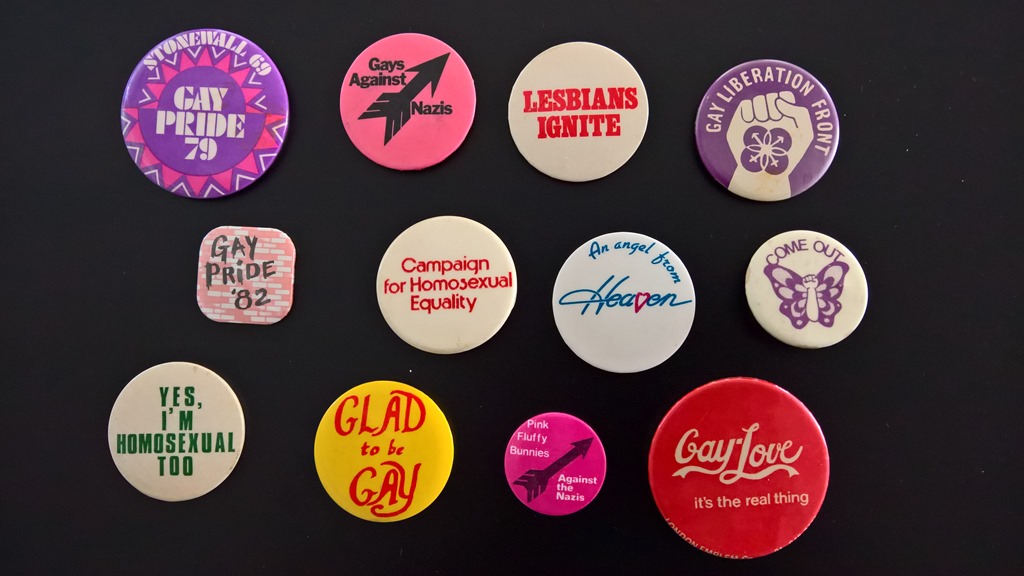 STONEWALL 69
GAY
PRIDE
79
Gays
Against
Nazis
LESBIANS
IGNITE
GAY LIBERATION FRONT
GAY
PRIDE
'82
Campaign
for Homosexual
Equality
An angel from
Heaven
COME OUT
YES,
I'M
HOMOSEXUAL
TOO
GLAD
to be
GAY
Pink
Fluffy
Bunnies
Against
the
Nazis
Gay-Love
it's the real thing
LONDON EMBLEM C